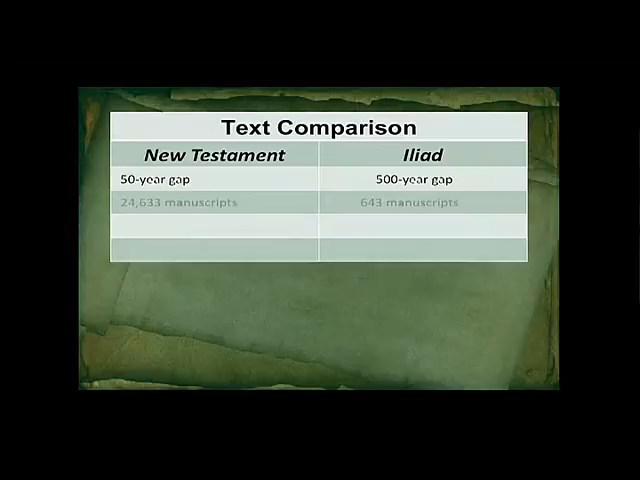 Text Comparison
New Testament Iliad
50-year gap 500-year gap
24,633 manuscripts 643 manuscripts